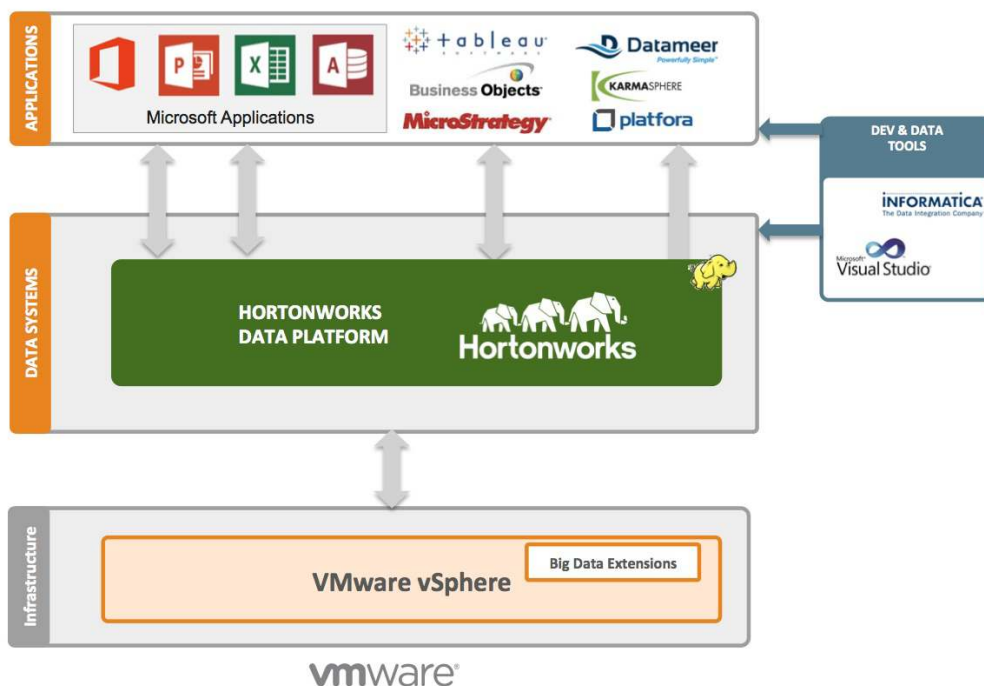 APPLICATIONS
P
X
A
Microsoft Applications
+ a b l e a u
S O F T W A R E
Business Objects
MicroStrategy
Datameer
Powerfully Simple™
KARMASPHERE
platfora
DEV & DATA
TOOLS
INFORMATICA
The Data Integration Company
Microsoft®
Visual Studio
DATA SYSTEMS
HORTONWORKS
DATA PLATFORM
Hortonworks
Infrastructure
Big Data Extensions
VMware vSphere
vmware®